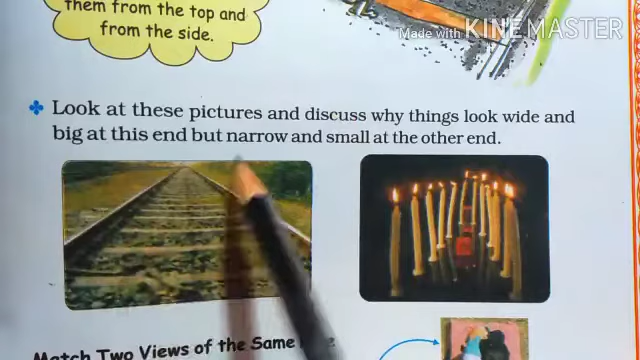 them from the top and
from the side.
Made with KINEMASTER
Look at these pictures and discuss why things look wide and
big at this end but narrow and small at the other end.
Match Two Views of the Same